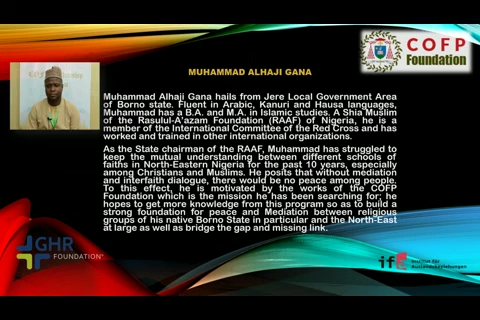 COFP
Foundation
MUHAMMAD ALHAJI GANA
Muhammad Alhaji Gana hails from Jere Local Government Area
of Borno state. Fluent in Arabic, Kanuri and Hausa languages,
Muhammad has a B.A. and M.A. in Islamic studies. A Shia Muslim
of the Rasulul-A'azam Foundation (RAAF) of Nigeria, he is a
member of the International Committee of the Red Cross and has
worked and trained in other international organizations.
As the State chairman of the RAAF, Muhammad has struggled to
keep the mutual understanding between different schools of
faiths in North-Eastern Nigeria for the past 10 years, especially
among Christians and Muslims. He posits that without mediation
and interfaith dialogue, there would be no peace among people.
To this effect, he is motivated by the works of the COFP
Foundation which is the mission he has been searching for; he
hopes to get more knowledge from this program so as to build a
strong foundation for peace and Mediation between religious
groups of his native Borno State in particular and the North-East
at large as well as bridge the gap and missing link.
GHR
FOUNDATION
ifa
Institut für
Auslandsbeziehungen